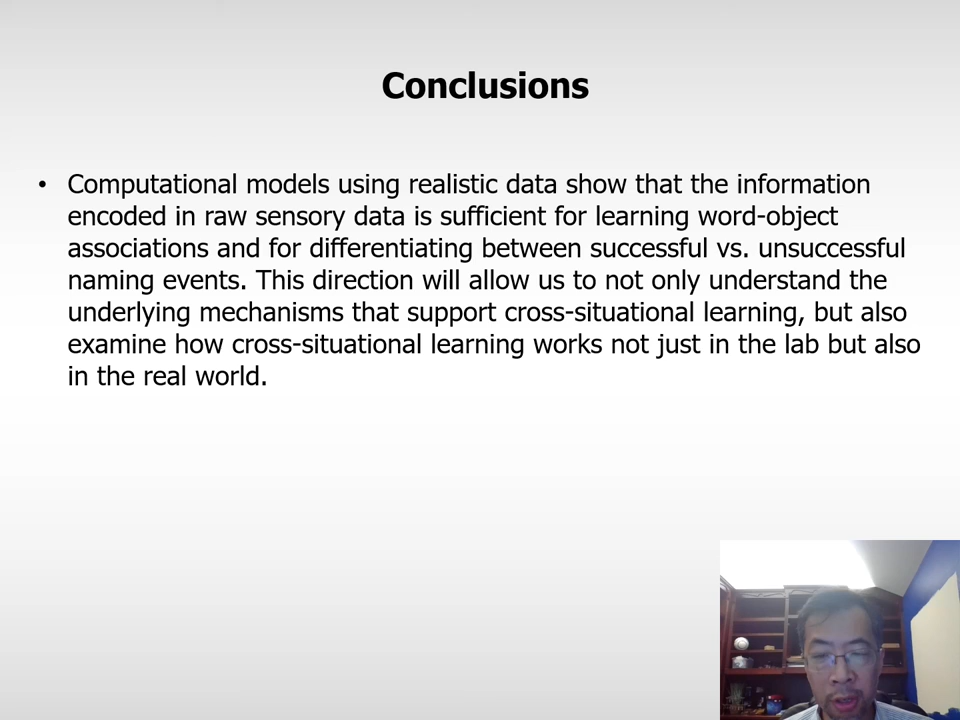 Conclusions
• Computational models using realistic data show that the information
encoded in raw sensory data is sufficient for learning word-object
associations and for differentiating between successful vs. unsuccessful
naming events. This direction will allow us to not only understand the
underlying mechanisms that support cross-situational learning, but also
examine how cross-situational learning works not just in the lab but also
in the real world.